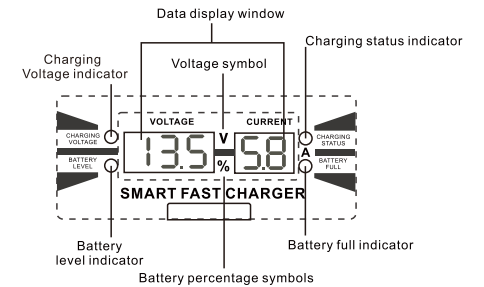 Data display window
Charging status indicator
Charging
Voltage indicator
Voltage symbol
VOLTAGE
CURRENT
CHARGING
VOLTAGE
V
CHARGING
STATUS
13.5
5.8
A
BATTERY
LEVEL
%
BATTERY
FULL
SMART FAST CHARGER
Battery
level indicator
Battery full indicator
Battery percentage symbols